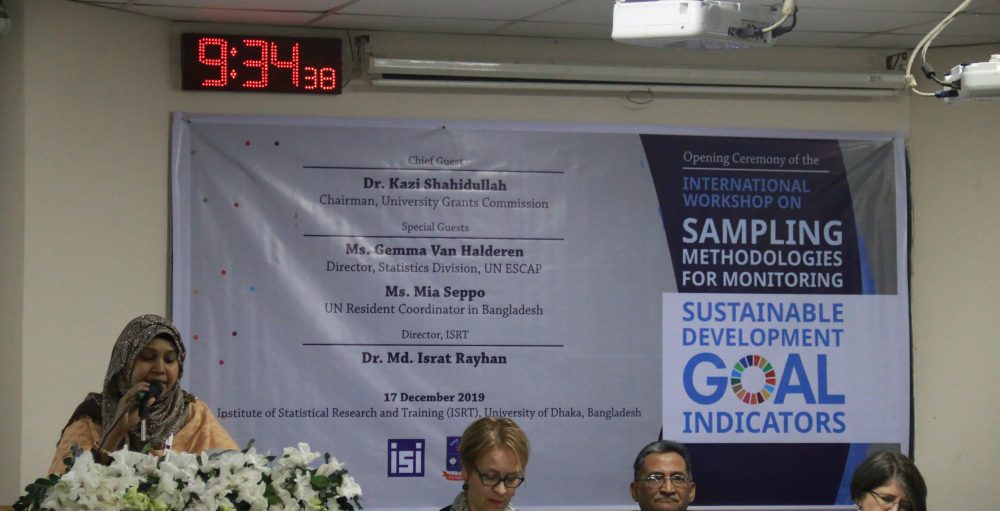 9:34 38
Chief Guest
Dr. Kazi Shahidullah
Chairman, University Grants Commission
Special Guests
Ms. Gemma Van Halderen
Director, Statistics Division, UN ESCAP
Ms. Mia Seppo
UN Resident Coordinator in Bangladesh
Director, ISRT
Dr. Md. Israt Rayhan
17 December 2019
Institute of Statistical Research and Training (ISRT), University of Dhaka, Bangladesh
isi
Opening Ceremony of the
INTERNATIONAL
WORKSHOP ON
SAMPLING
METHODOLOGIES
FOR MONITORING
SUSTAINABLE
DEVELOPMENT
GOAL
INDICATORS